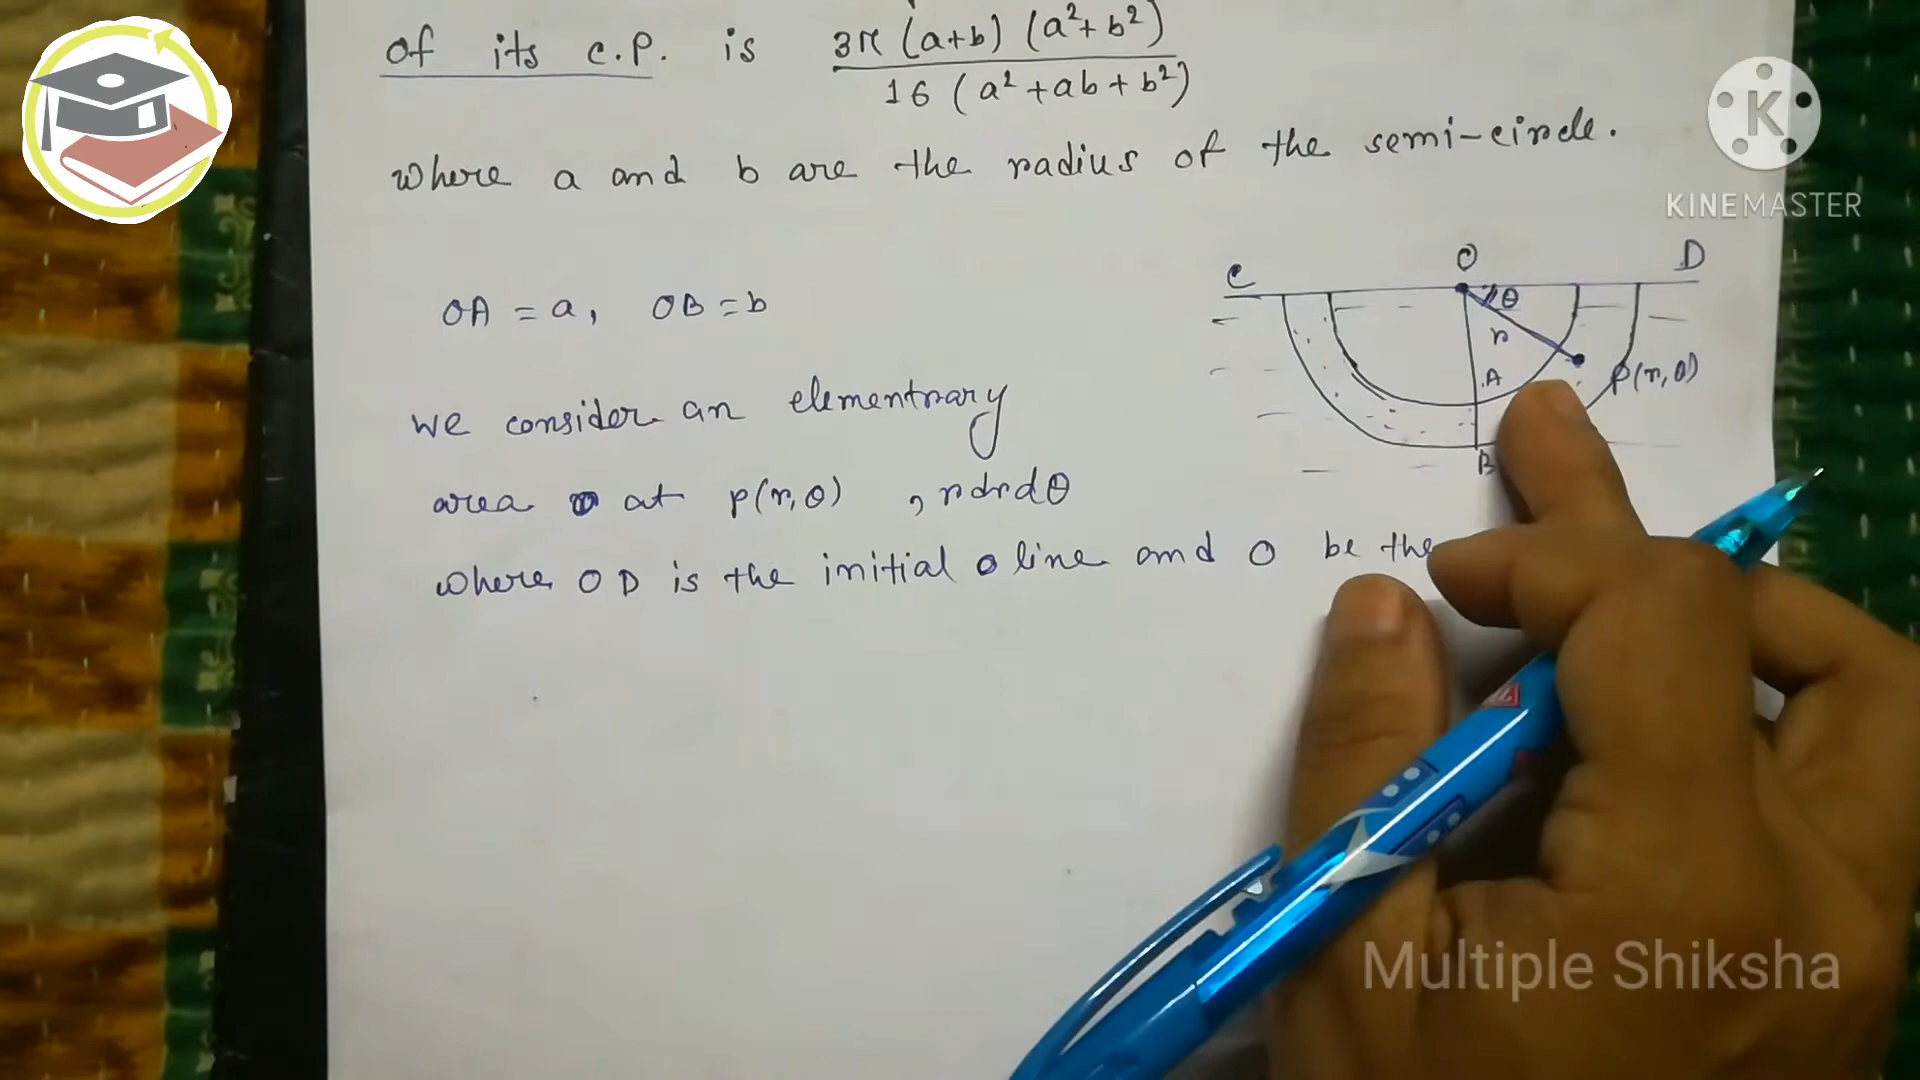 of its c.p. is 3π (a+b) (a²+b²)
16 (a²+ab+b²)
where a and b are the radius of the semi-circle.
K
KINEMASTER
C O D
θ
r
A
P(r,θ)
B
OA = a, OB = b
we consider an elementrary
area at p(r,θ) , rdrdθ
where OD is the initial line and O be the
Multiple Shiksha